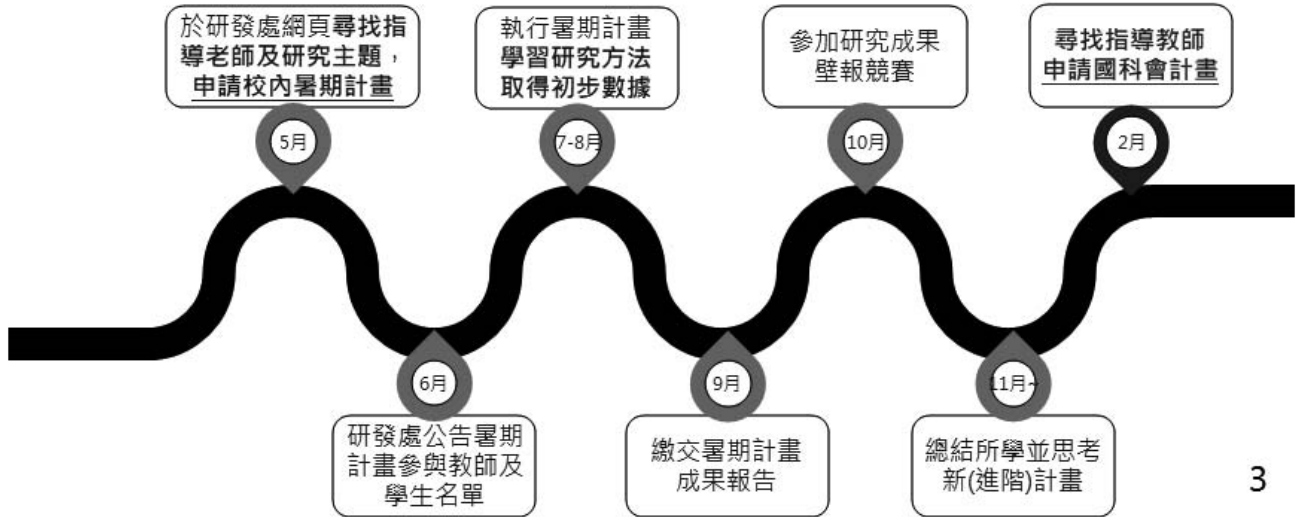 於研發處網頁尋找指
導老師及研究主題，
申請校內暑期計畫
5月
6月
研發處公告暑期
計畫參與教師及
學生名單
執行暑期計畫
學習研究方法
取得初步數據
7-8月
9月
繳交暑期計畫
成果報告
參加研究成果
壁報競賽
10月
11月~
總結所學並思考
新(進階)計畫
尋找指導教師
申請國科會計畫
2月
3